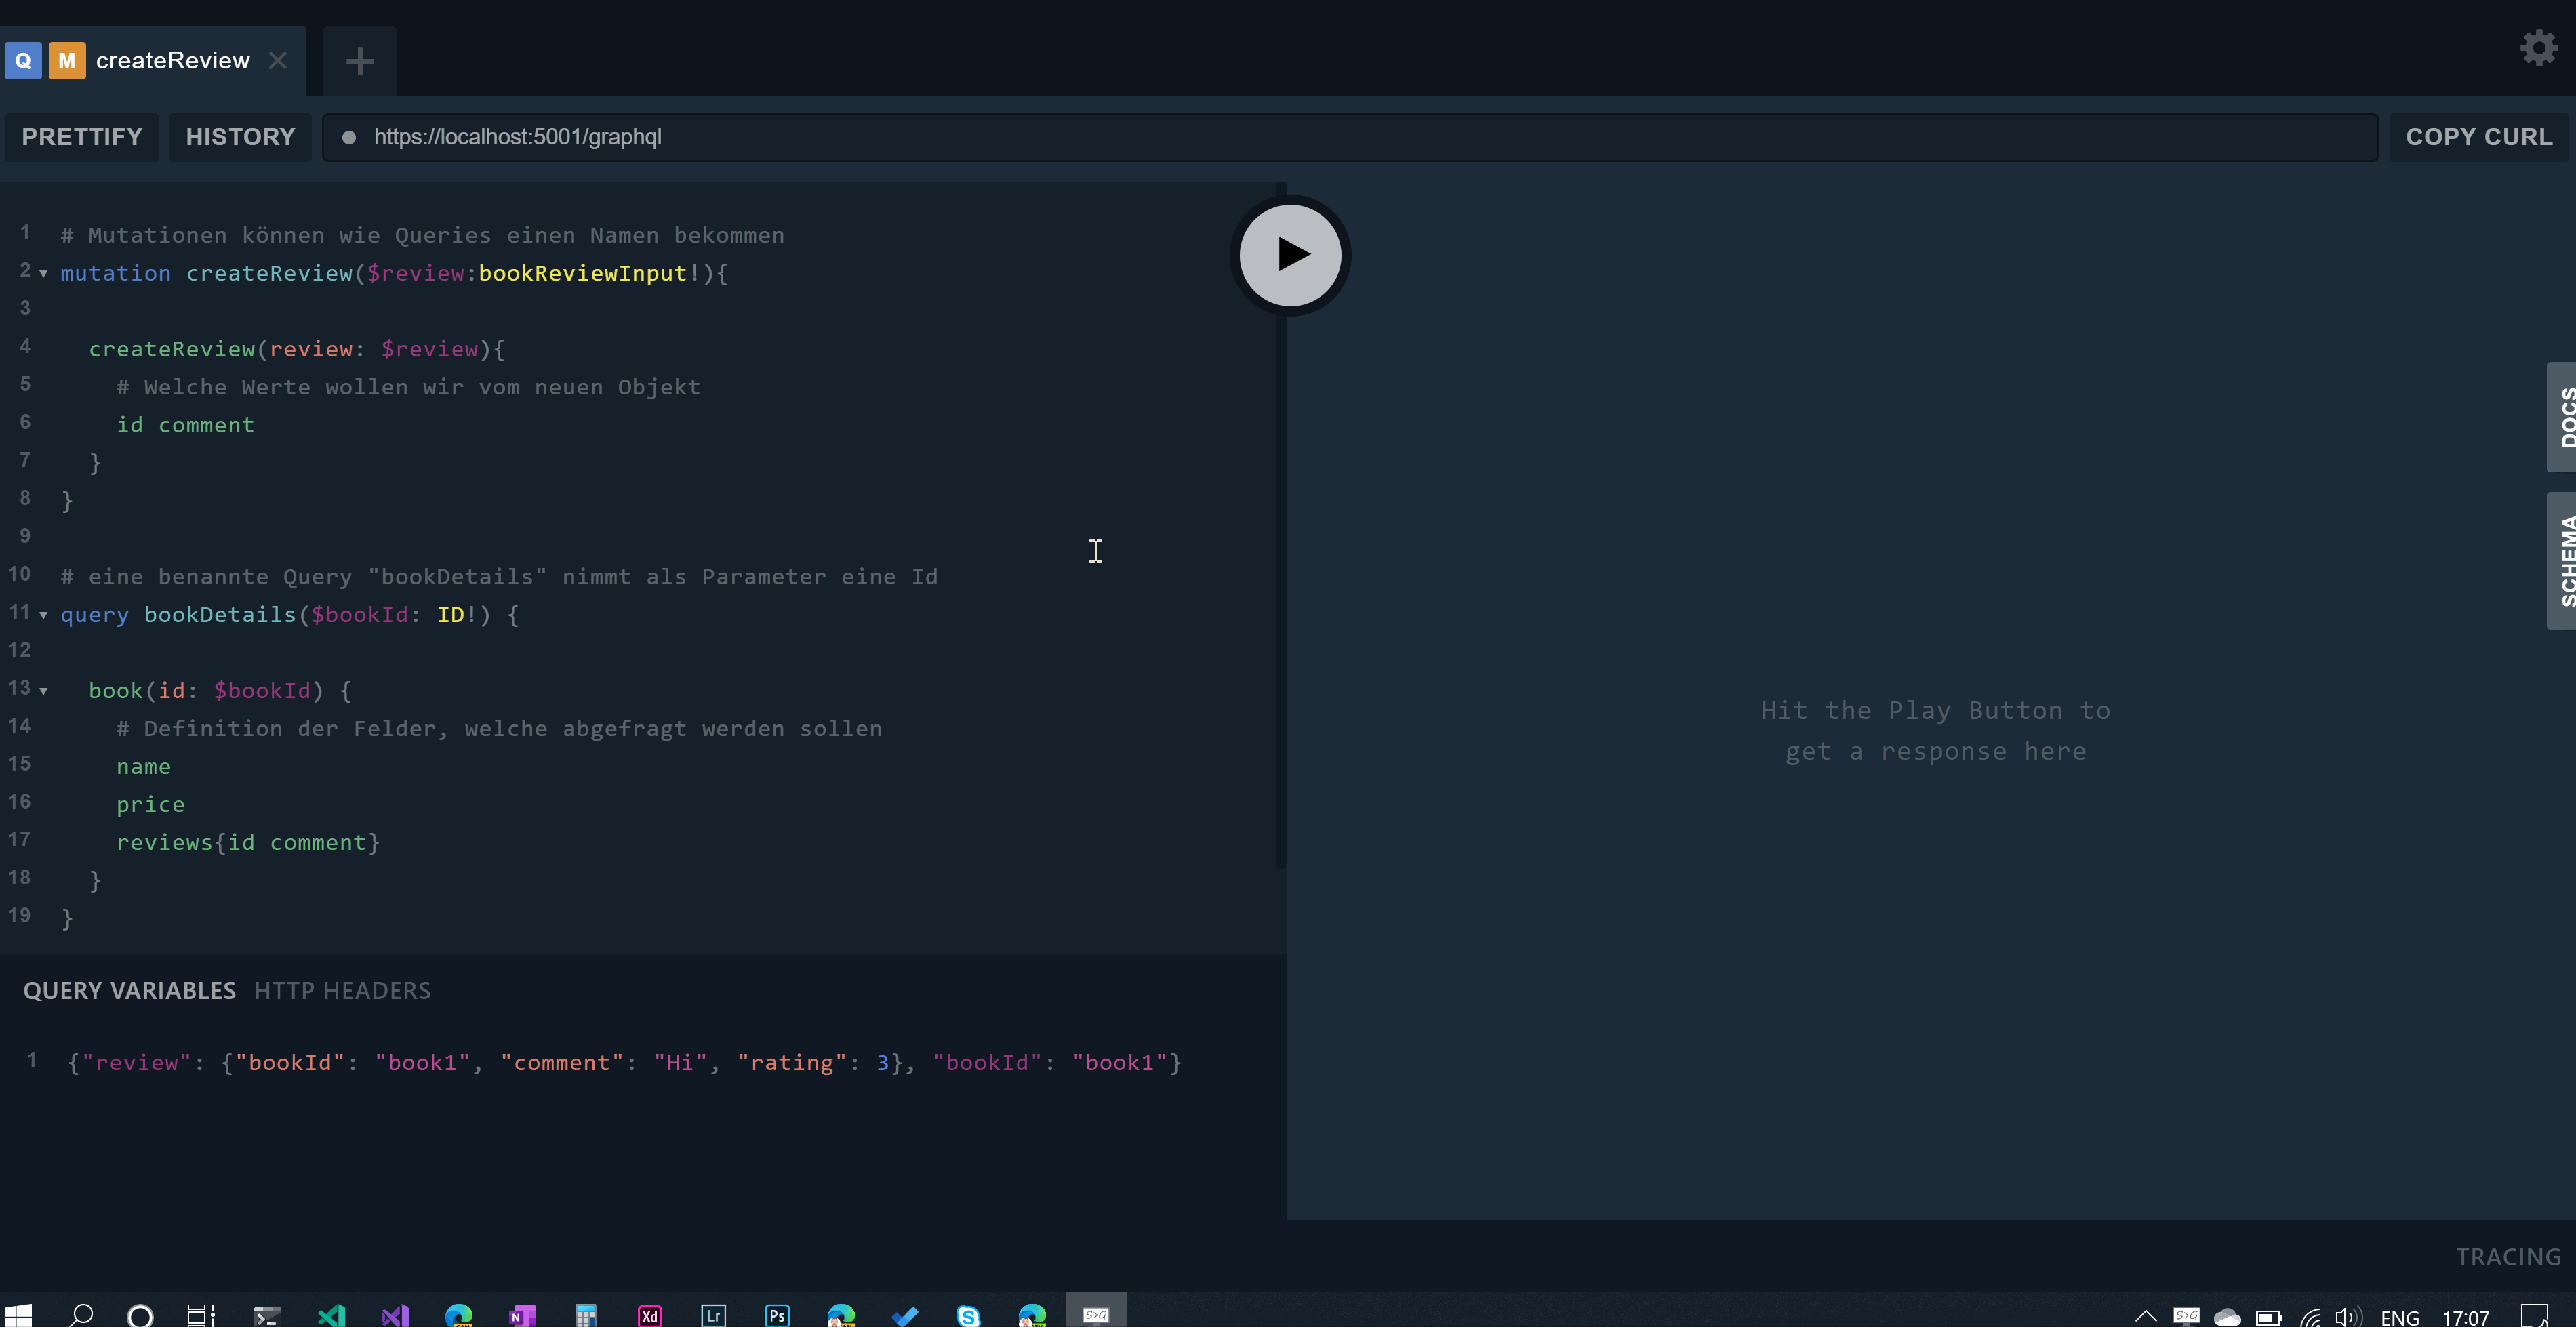 Q M createReview
PRETTIFY HISTORY https://localhost:5001/graphql COPY CURL
1 # Mutationen können wie Queries einen Namen bekommen
2 mutation createReview($review:bookReviewInput!){
3
4 createReview(review: $review){
5 # Welche Werte wollen wir vom neuen Objekt
6 id comment
7 }
8 }
9
10 # eine benannte Query "bookDetails" nimmt als Parameter eine Id
11 query bookDetails($bookId: ID!) {
12
13 book(id: $bookId) {
14 # Definition der Felder, welche abgefragt werden sollen
15 name
16 price
17 reviews{id comment}
18 }
19 }
Hit the Play Button to
get a response here
DOCS
SCHEMA
QUERY VARIABLES HTTP HEADERS
1 {"review": {"bookId": "book1", "comment": "Hi", "rating": 3}, "bookId": "book1"}
TRACING
N Xd Lr Ps S S>G S>G ENG 17:07